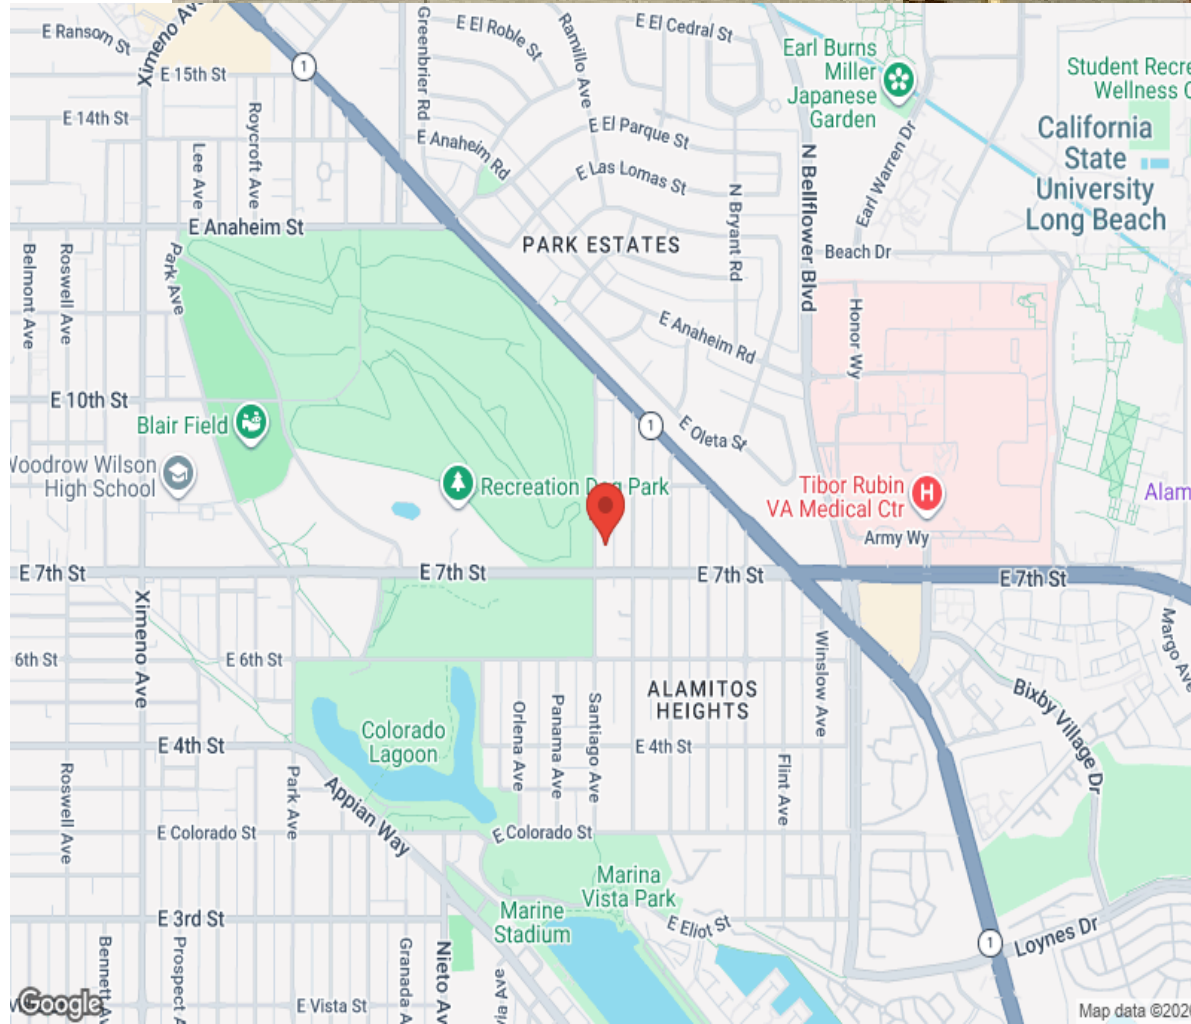 E Ransom St
Ximeno Ave
E 15th St
E 14th St
Roycroft Ave
Lee Ave
Greenbrier Rd
E El Roble St
Ramillo Ave
E El Cedral St
E El Parque St
E Anaheim Rd
E Las Lomas St
Earl Burns
Miller
Japanese
Garden
Student Recre
Wellness C
California
State
University
Long Beach
Earl Warren Dr
N Bellflower Blvd
N Bryant Rd
1
E Anaheim St
PARK ESTATES
Beach Dr
Belmont Ave
Roswell Ave
Park Ave
E Anaheim Rd
Honor Wy
E 10th St
Blair Field
E Oleta St
1
Woodrow Wilson
High School
Recreation Dog Park
Tibor Rubin
VA Medical Ctr
H
Alam
Army Wy
E 7th St
E 7th St
E 7th St
E 7th St
Ximeno Ave
Margo Ave
6th St
E 6th St
Winslow Ave
ALAMITOS
HEIGHTS
Bixby Village Dr
Colorado
Lagoon
Orlena Ave
Panama Ave
Santiago Ave
E 4th St
E 4th St
Flint Ave
Roswell Ave
Park Ave
Appian Way
E Colorado St
E Colorado St
Marina
Vista Park
E 3rd St
Marine
Stadium
E Eliot St
1
Loynes Dr
Bennett Av
Prospect A
Granada A
Nieto Av
Ave
E Vista St
Google
Map data ©2026